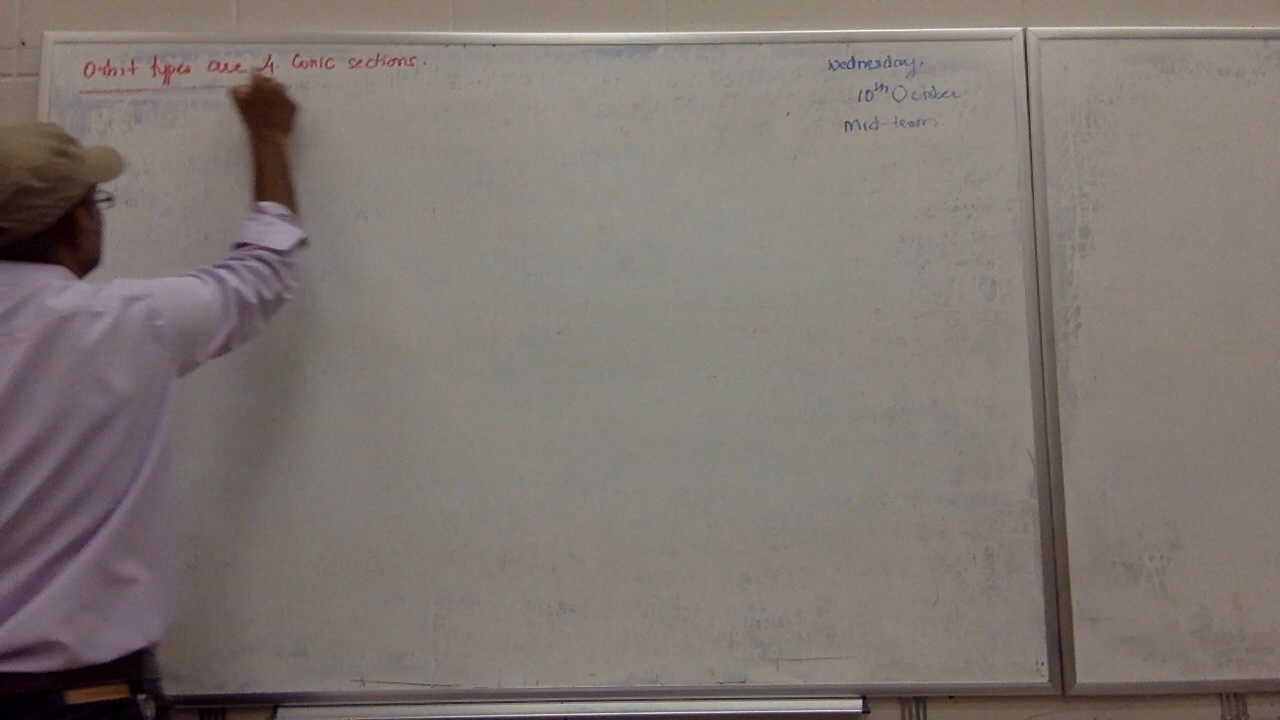 Orbit types are 4 Conic sections.
Wednesday.
10th October
Mid-term